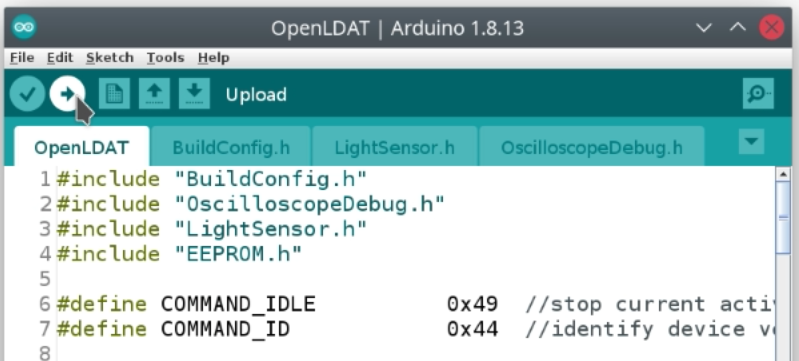 OpenLDAT | Arduino 1.8.13
File Edit Sketch Tools Help
Upload
OpenLDAT BuildConfig.h LightSensor.h OscilloscopeDebug.h
1 #include "BuildConfig.h"
2 #include "OscilloscopeDebug.h"
3 #include "LightSensor.h"
4 #include "EEPROM.h"
5
6 #define COMMAND_IDLE 0x49 //stop current acti
7 #define COMMAND_ID 0x44 //identify device v
8